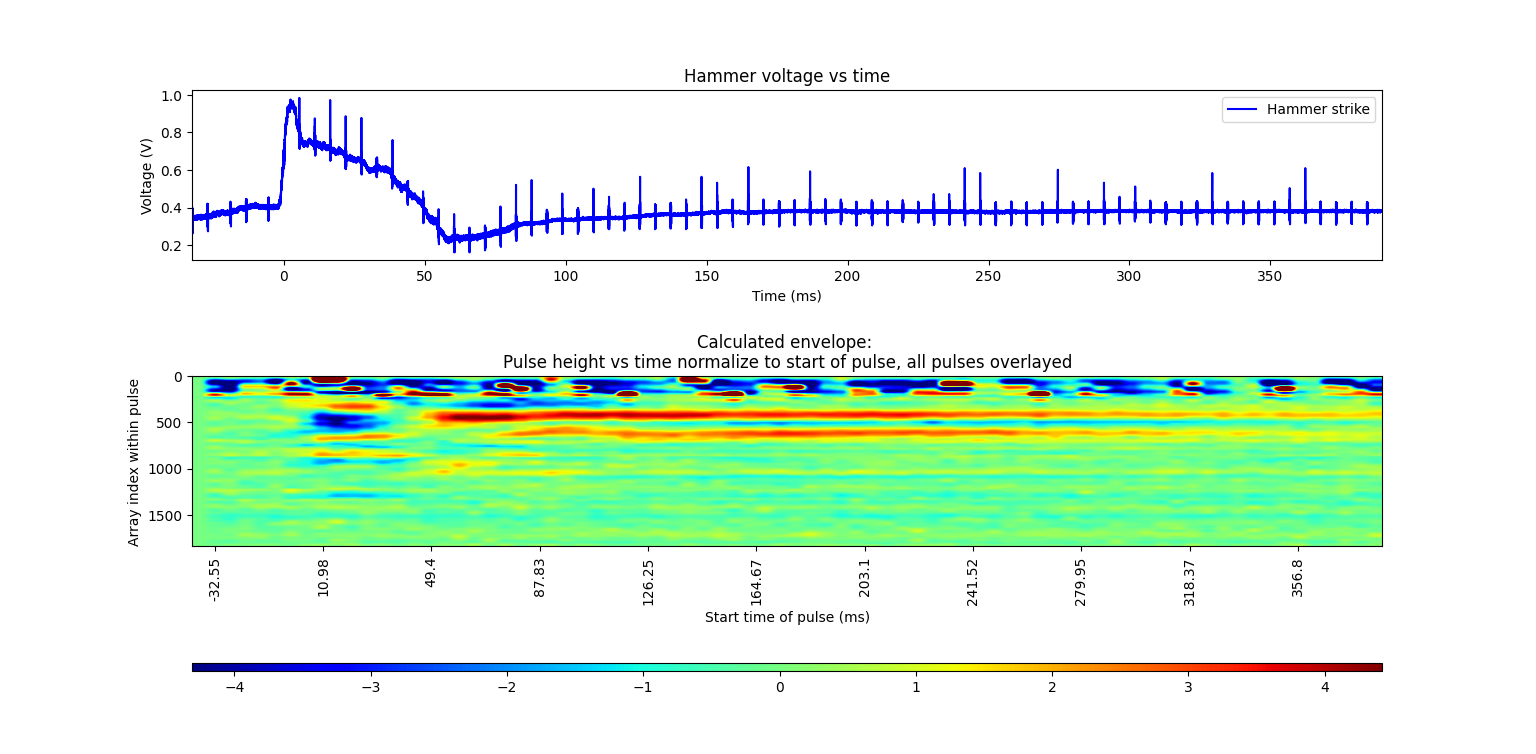 Hammer voltage vs time
1.0
0.8
0.6
0.4
0.2
Voltage (V)
Hammer strike
0 50 100 150 200 250 300 350
Time (ms)
Calculated envelope:
Pulse height vs time normalize to start of pulse, all pulses overlayed
0
500
1000
1500
Array index within pulse
-32.55 10.98 49.4 87.83 126.25 164.67 203.1 241.52 279.95 318.37 356.8
Start time of pulse (ms)
−4 −3 −2 −1 0 1 2 3 4